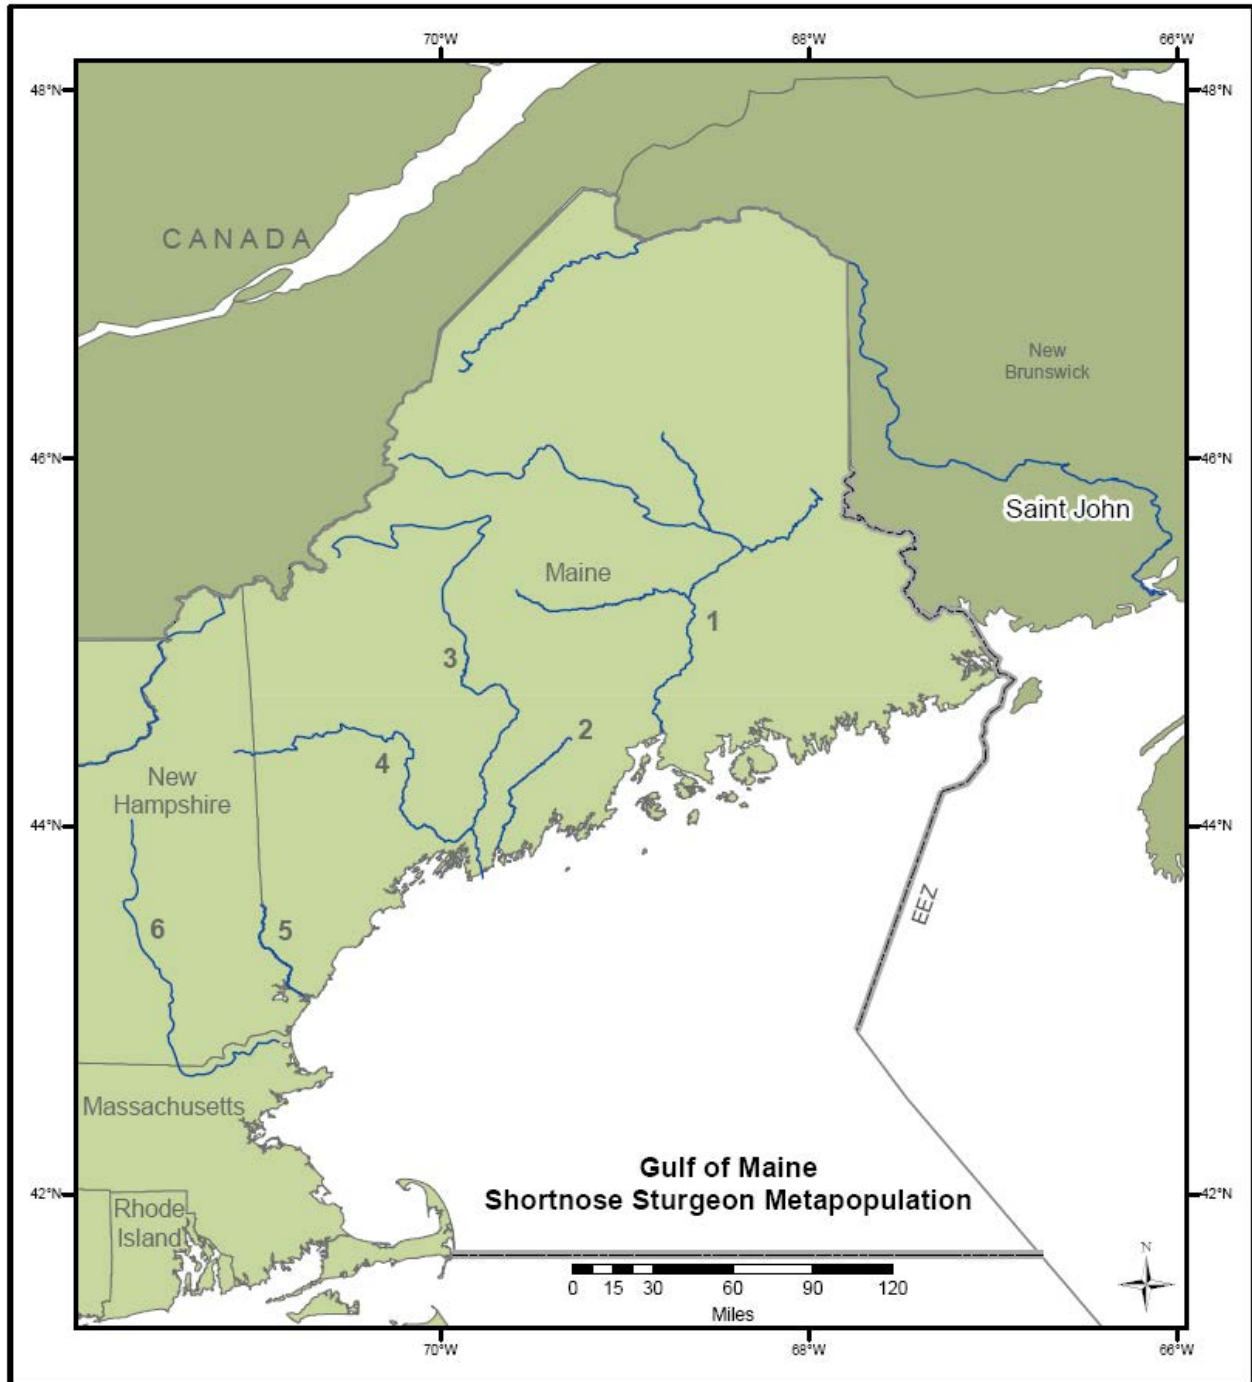 70°W
68°W
66°W
48°N
48°N
CANADA
New
Brunswick
46°N
46°N
Saint John
Maine
1
3
2
4
New
Hampshire
44°N
44°N
EEZ
6
5
Massachusetts
Gulf of Maine
Shortnose Sturgeon Metapopulation
42°N
42°N
Rhode
Island
N
0 15 30 60 90 120
Miles
70°W
68°W
66°W